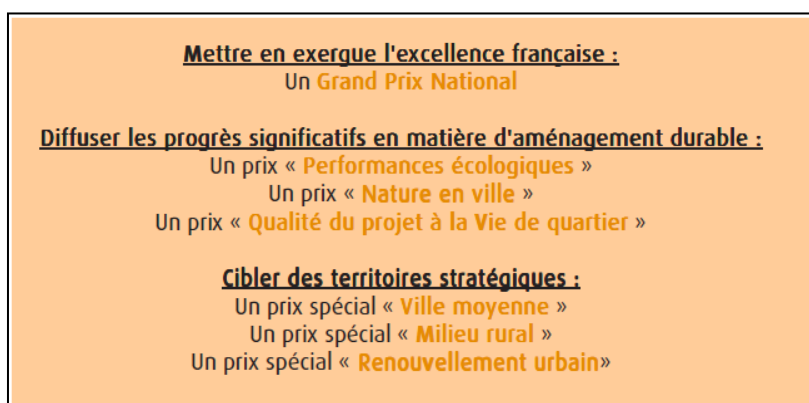 Mettre en exergue l'excellence française :
Un Grand Prix National
Diffuser les progrès significatifs en matière d'aménagement durable :
Un prix « Performances écologiques »
Un prix « Nature en ville »
Un prix « Qualité du projet à la Vie de quartier »
Cibler des territoires stratégiques :
Un prix spécial « Ville moyenne »
Un prix spécial « Milieu rural »
Un prix spécial « Renouvellement urbain»